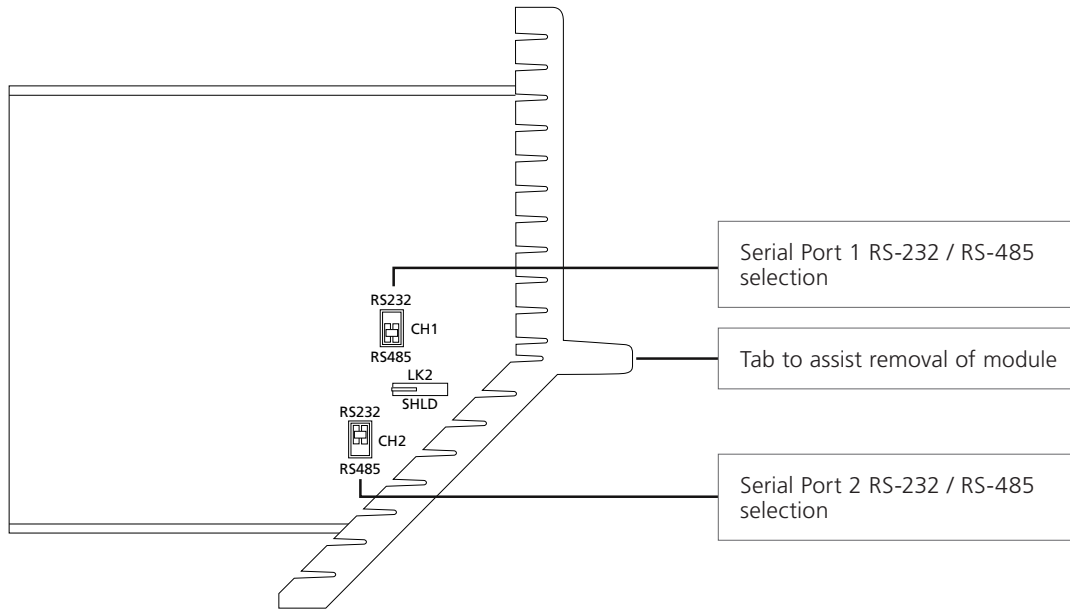 Serial Port 1 RS-232 / RS-485
selection
RS232
CH1
RS485
Tab to assist removal of module
LK2
SHLD
RS232
CH2
RS485
Serial Port 2 RS-232 / RS-485
selection